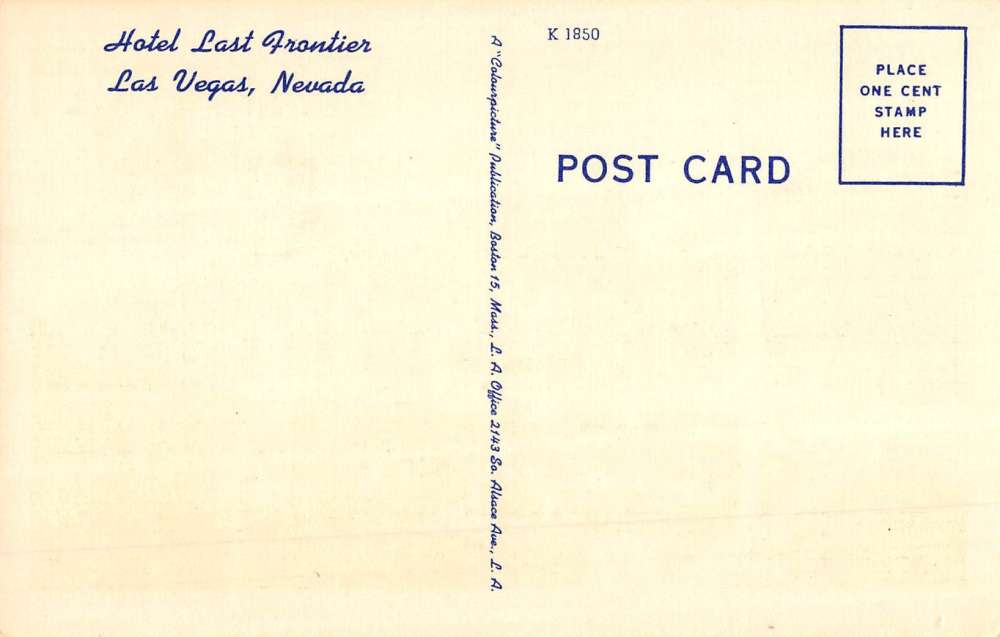 Hotel Last Frontier
Las Vegas, Nevada
A "Colourpicture" Publication, Boston 15, Mass., L. A. Office 2143 So. Alsace Ave., L. A.
K 1850
POST CARD
PLACE
ONE CENT
STAMP
HERE